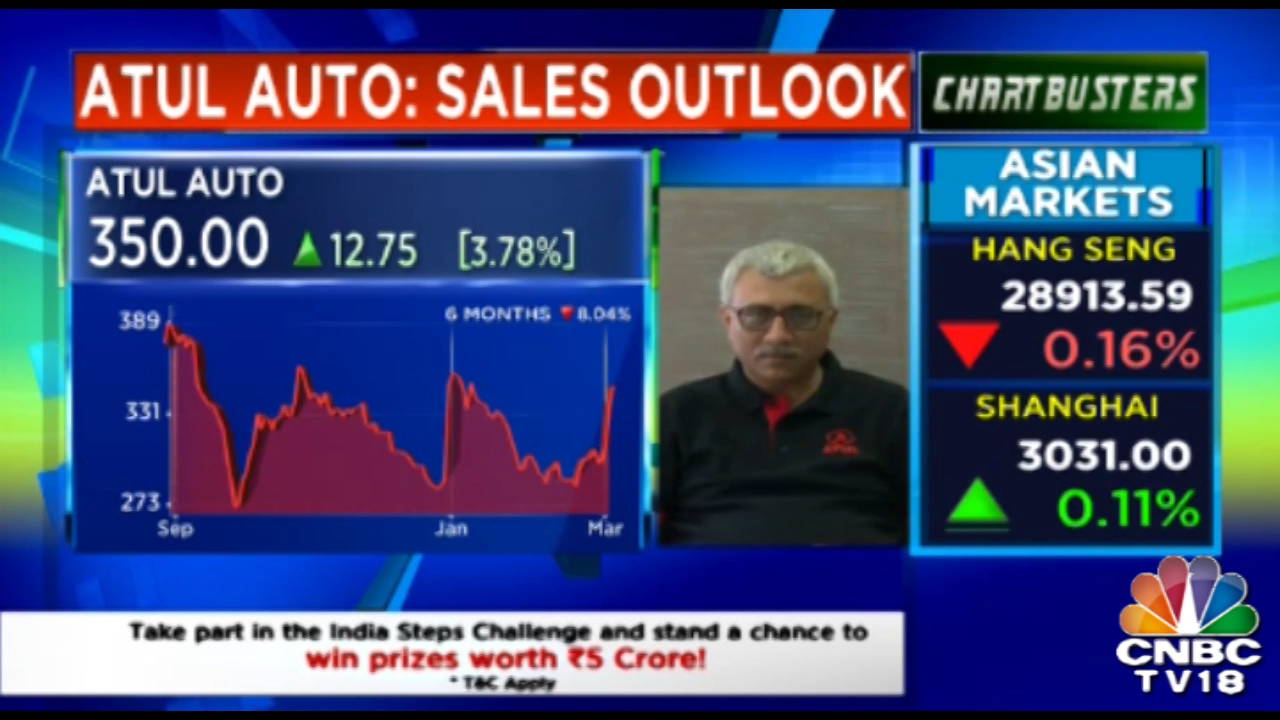 ATUL AUTO: SALES OUTLOOK
CHARTBUSTERS
ATUL AUTO
350.00 ▲ 12.75 [3.78%]
6 MONTHS ▼ 8.04%
389
331
273
Sep Jan Mar
ASIAN
MARKETS
HANG SENG
28913.59
▼ 0.16%
SHANGHAI
3031.00
▲ 0.11%
Take part in the India Steps Challenge and stand a chance to
win prizes worth ₹5 Crore!
* T&C Apply
CNBC
TV18